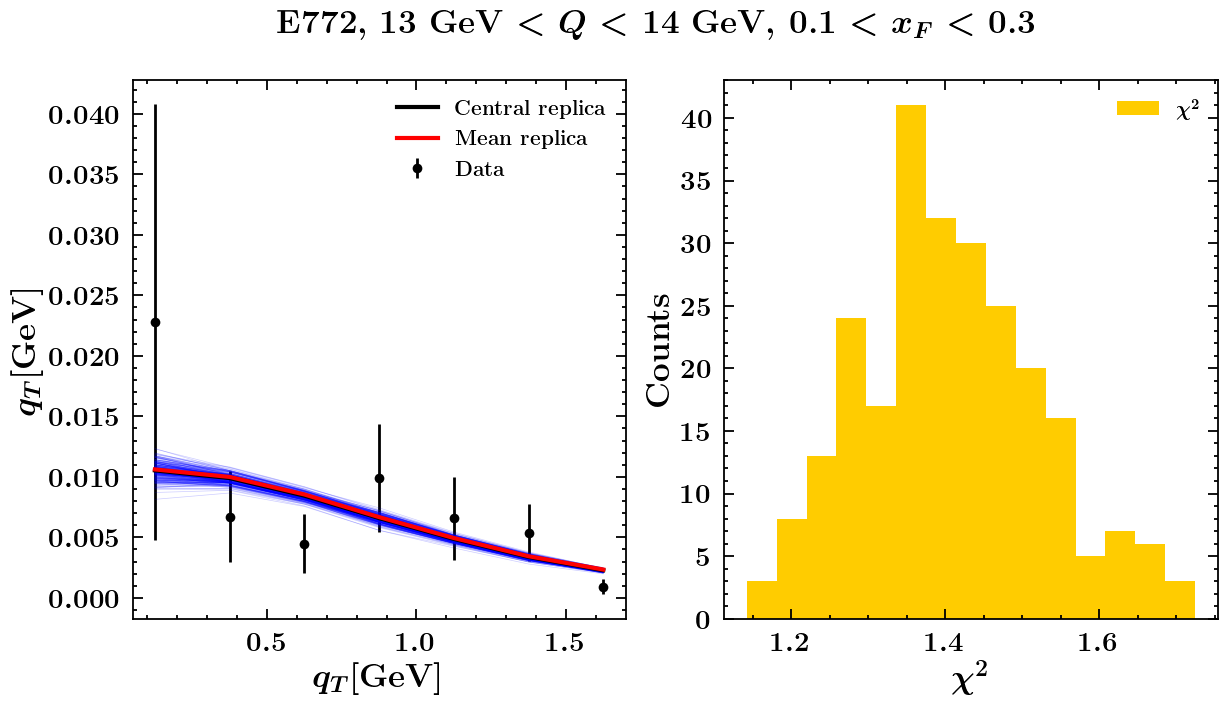 E772, 13 GeV < Q < 14 GeV, 0.1 < x_F < 0.3
Central replica
Mean replica
Data
q_T[GeV]
0.040
0.035
0.030
0.025
0.020
0.015
0.010
0.005
0.000
0.5 1.0 1.5
q_T[GeV]
χ²
Counts
40
35
30
25
20
15
10
5
0
1.2 1.4 1.6
χ²